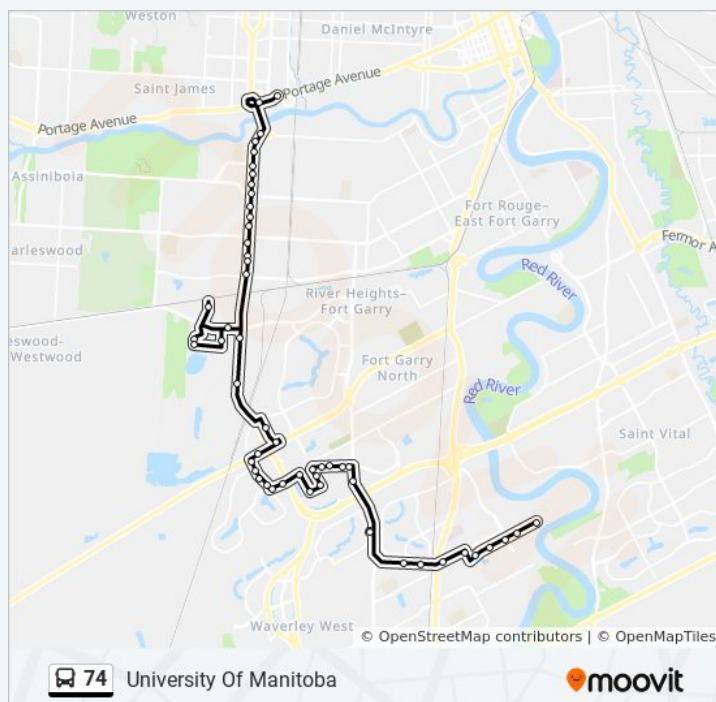 Weston
Daniel McIntyre
Saint James
Portage Avenue
Portage Avenue
Assiniboia
Fort Rouge–
East Fort Garry
arleswood
Fermor A
Red River
River Heights–
Fort Garry
eswood-
Westwood
Fort Garry
North
Red River
Saint Vital
Waverley West
© OpenStreetMap contributors | © OpenMapTiles
74 University Of Manitoba
moovit